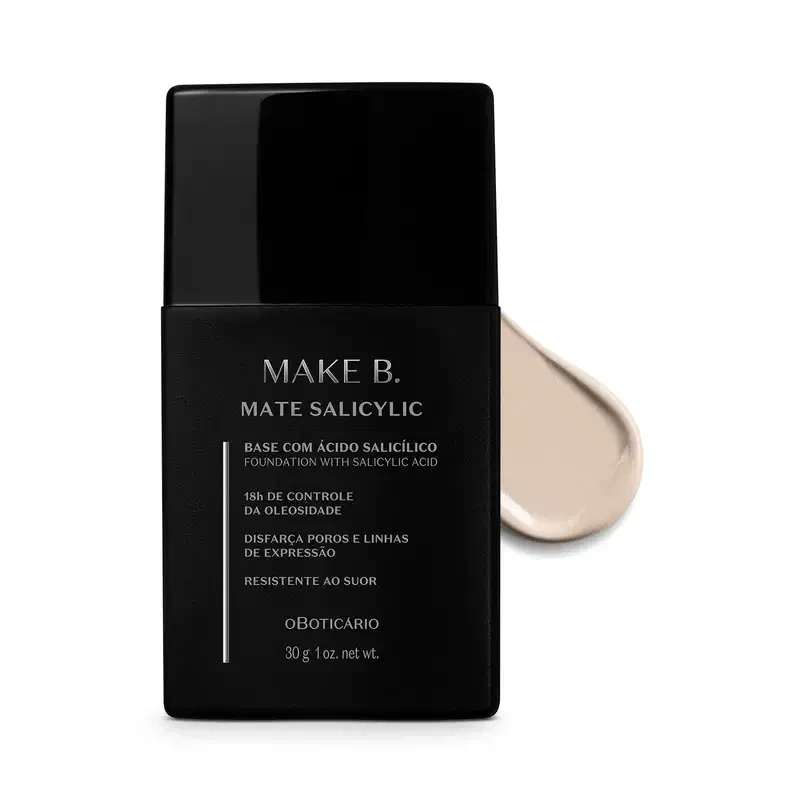 MAKE B.
MATE SALICYLIC
BASE COM ÁCIDO SALICÍLICO
FOUNDATION WITH SALICYLIC ACID
18h DE CONTROLE
DA OLEOSIDADE
DISFARÇA POROS E LINHAS
DE EXPRESSÃO
RESISTENTE AO SUOR
oBOTICÁRIO
30 g 1 oz. net wt.